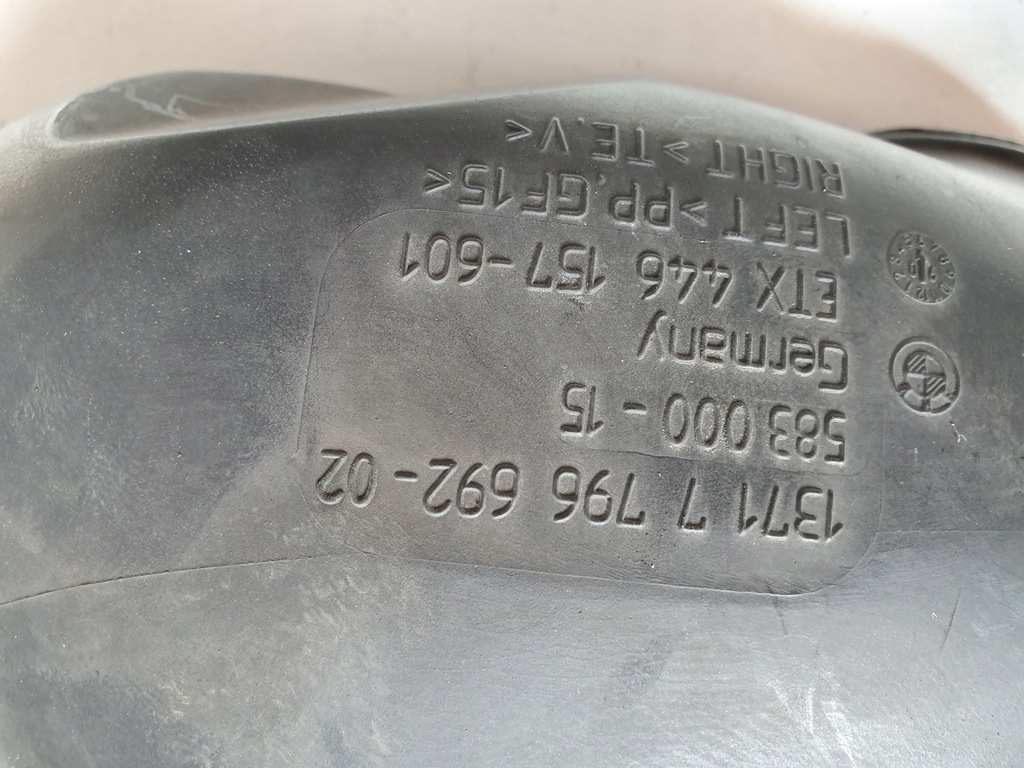 1371 7 796 692-02
583.000 - 15
Germany
ETX 446 157-601
LEFT >PP.GF15<
RIGHT >TE.V<